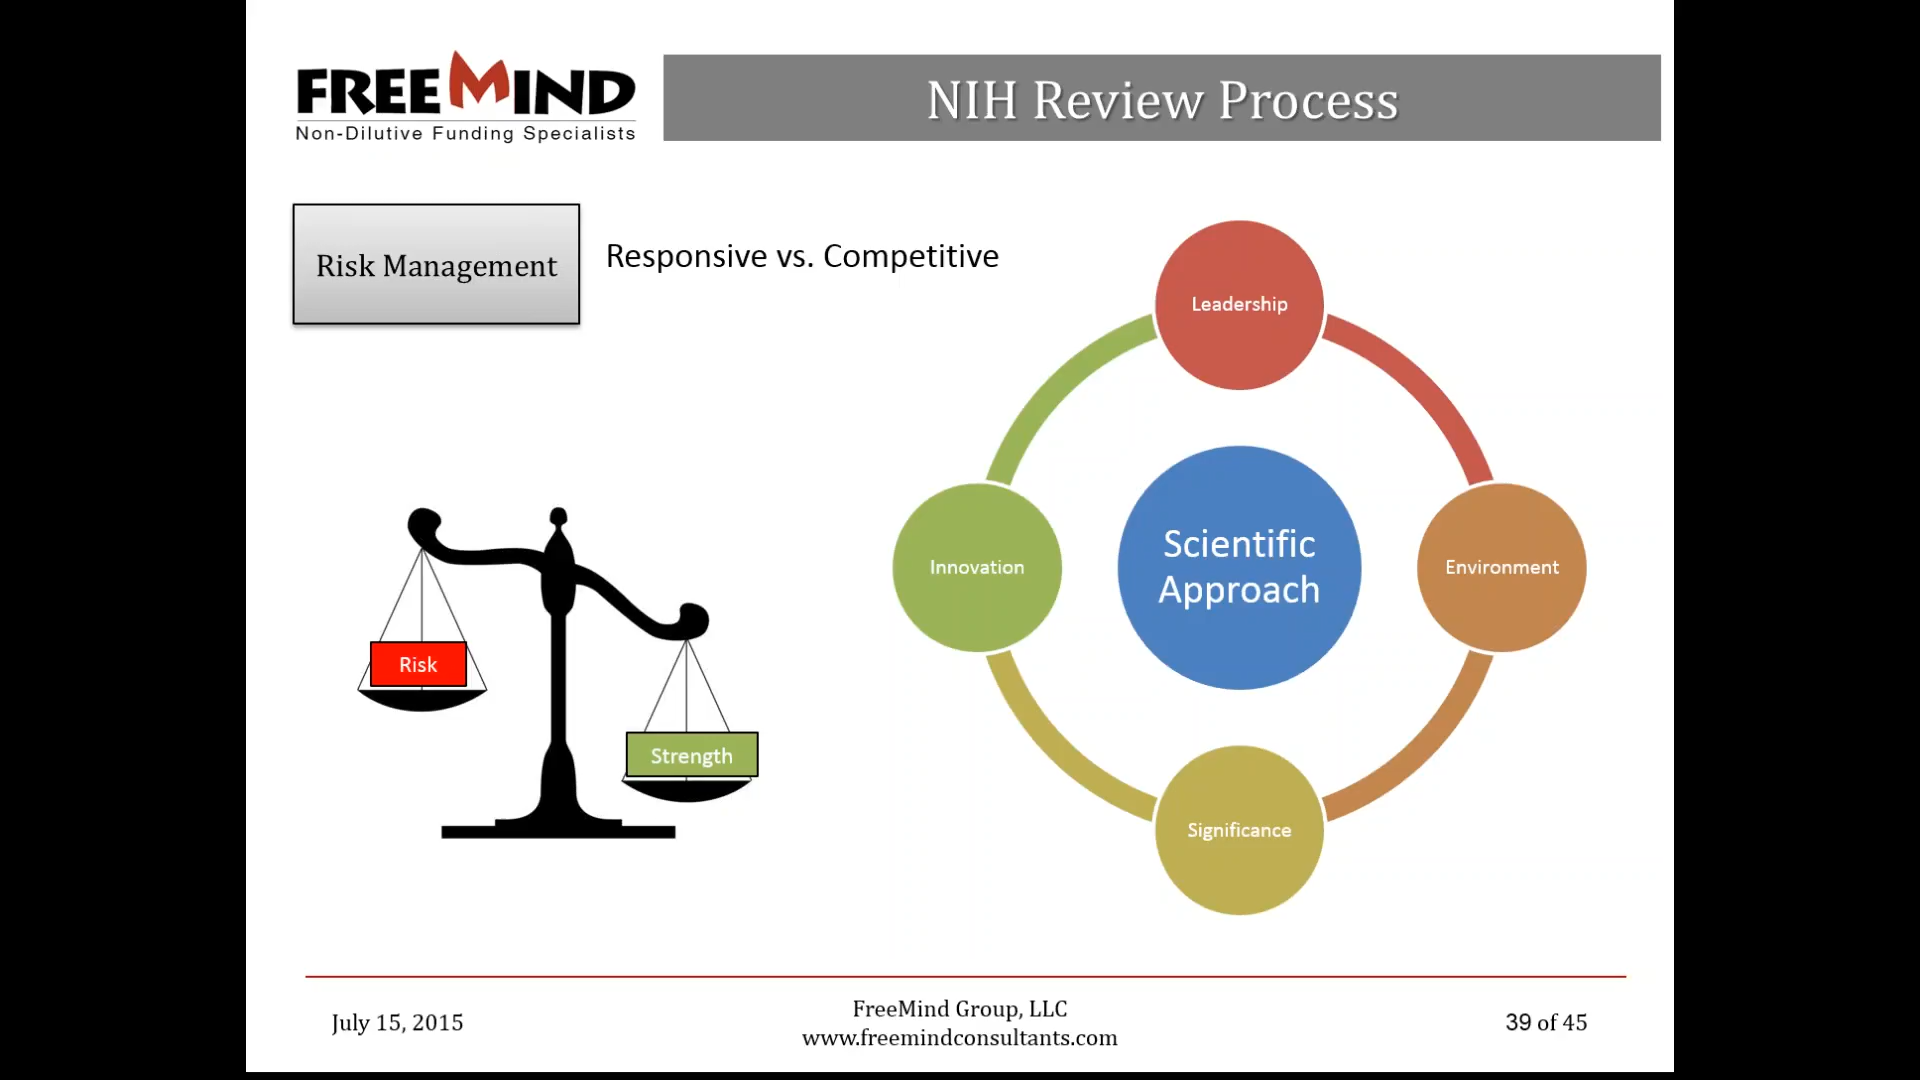 FREEMIND
Non-Dilutive Funding Specialists
NIH Review Process
Risk Management
Responsive vs. Competitive
Leadership
Innovation
Scientific
Approach
Environment
Significance
Risk
Strength
July 15, 2015
FreeMind Group, LLC
www.freemindconsultants.com
39 of 45